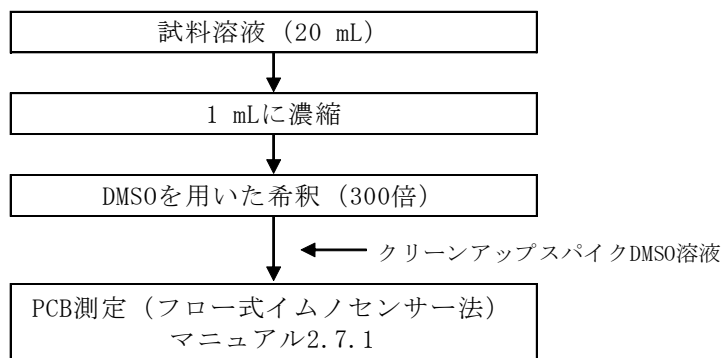 試料溶液（20 mL）
1 mLに濃縮
DMSOを用いた希釈（300倍）
クリーンアップスパイクDMSO溶液
PCB測定（フロー式イムノセンサー法）
マニュアル2.7.1